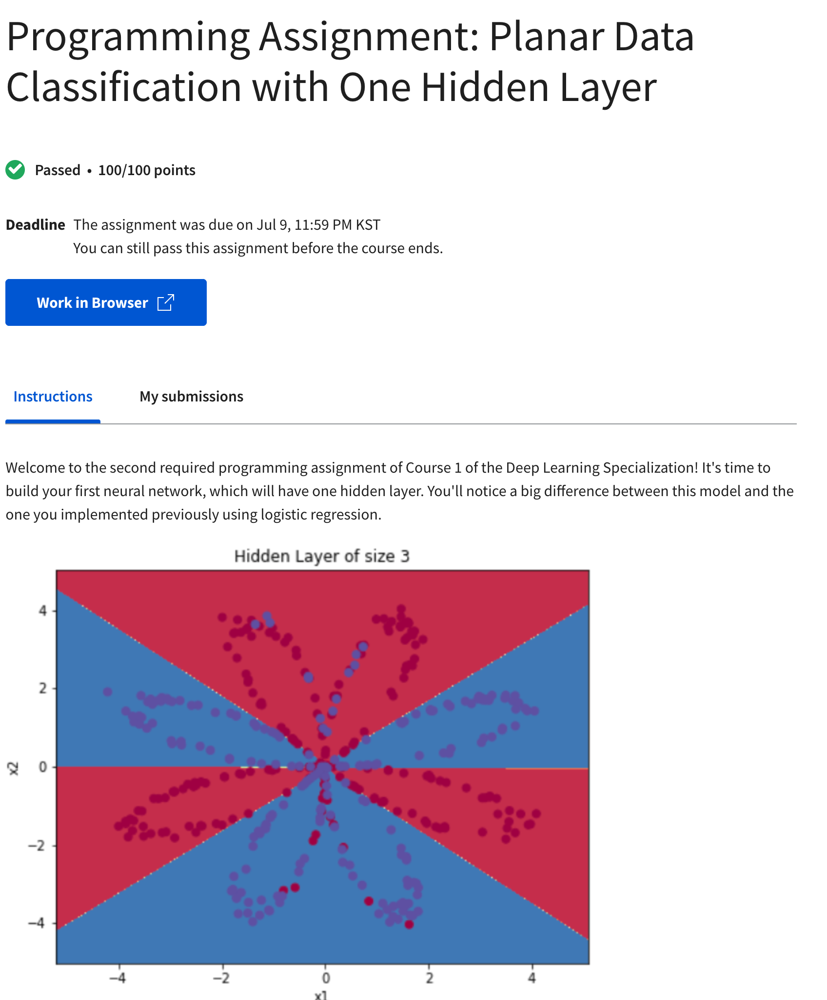 Programming Assignment: Planar Data
Classification with One Hidden Layer
Passed • 100/100 points
Deadline The assignment was due on Jul 9, 11:59 PM KST
You can still pass this assignment before the course ends.
Work in Browser
Instructions My submissions
Welcome to the second required programming assignment of Course 1 of the Deep Learning Specialization! It's time to
build your first neural network, which will have one hidden layer. You'll notice a big difference between this model and the
one you implemented previously using logistic regression.
Hidden Layer of size 3
4
2
0
−2
−4
x2
−4 −2 0 2 4
x1